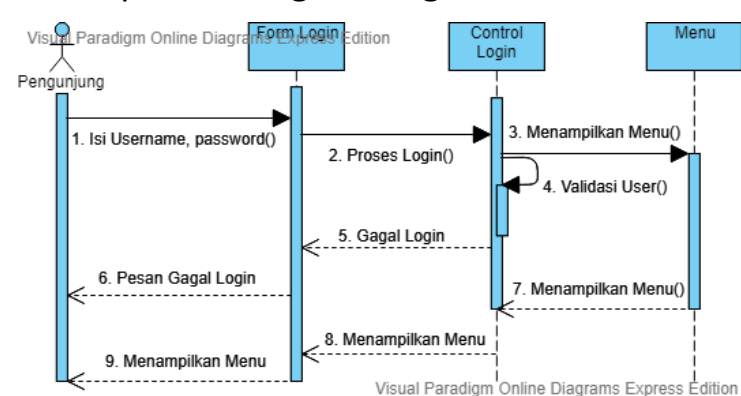 Visual Paradigm Online Diagrams Express Edition
Form Login
Control
Login
Menu
Pengunjung
1. Isi Username, password()
2. Proses Login()
3. Menampilkan Menu()
4. Validasi User()
5. Gagal Login
6. Pesan Gagal Login
7. Menampilkan Menu()
8. Menampilkan Menu
9. Menampilkan Menu
Visual Paradigm Online Diagrams Express Edition